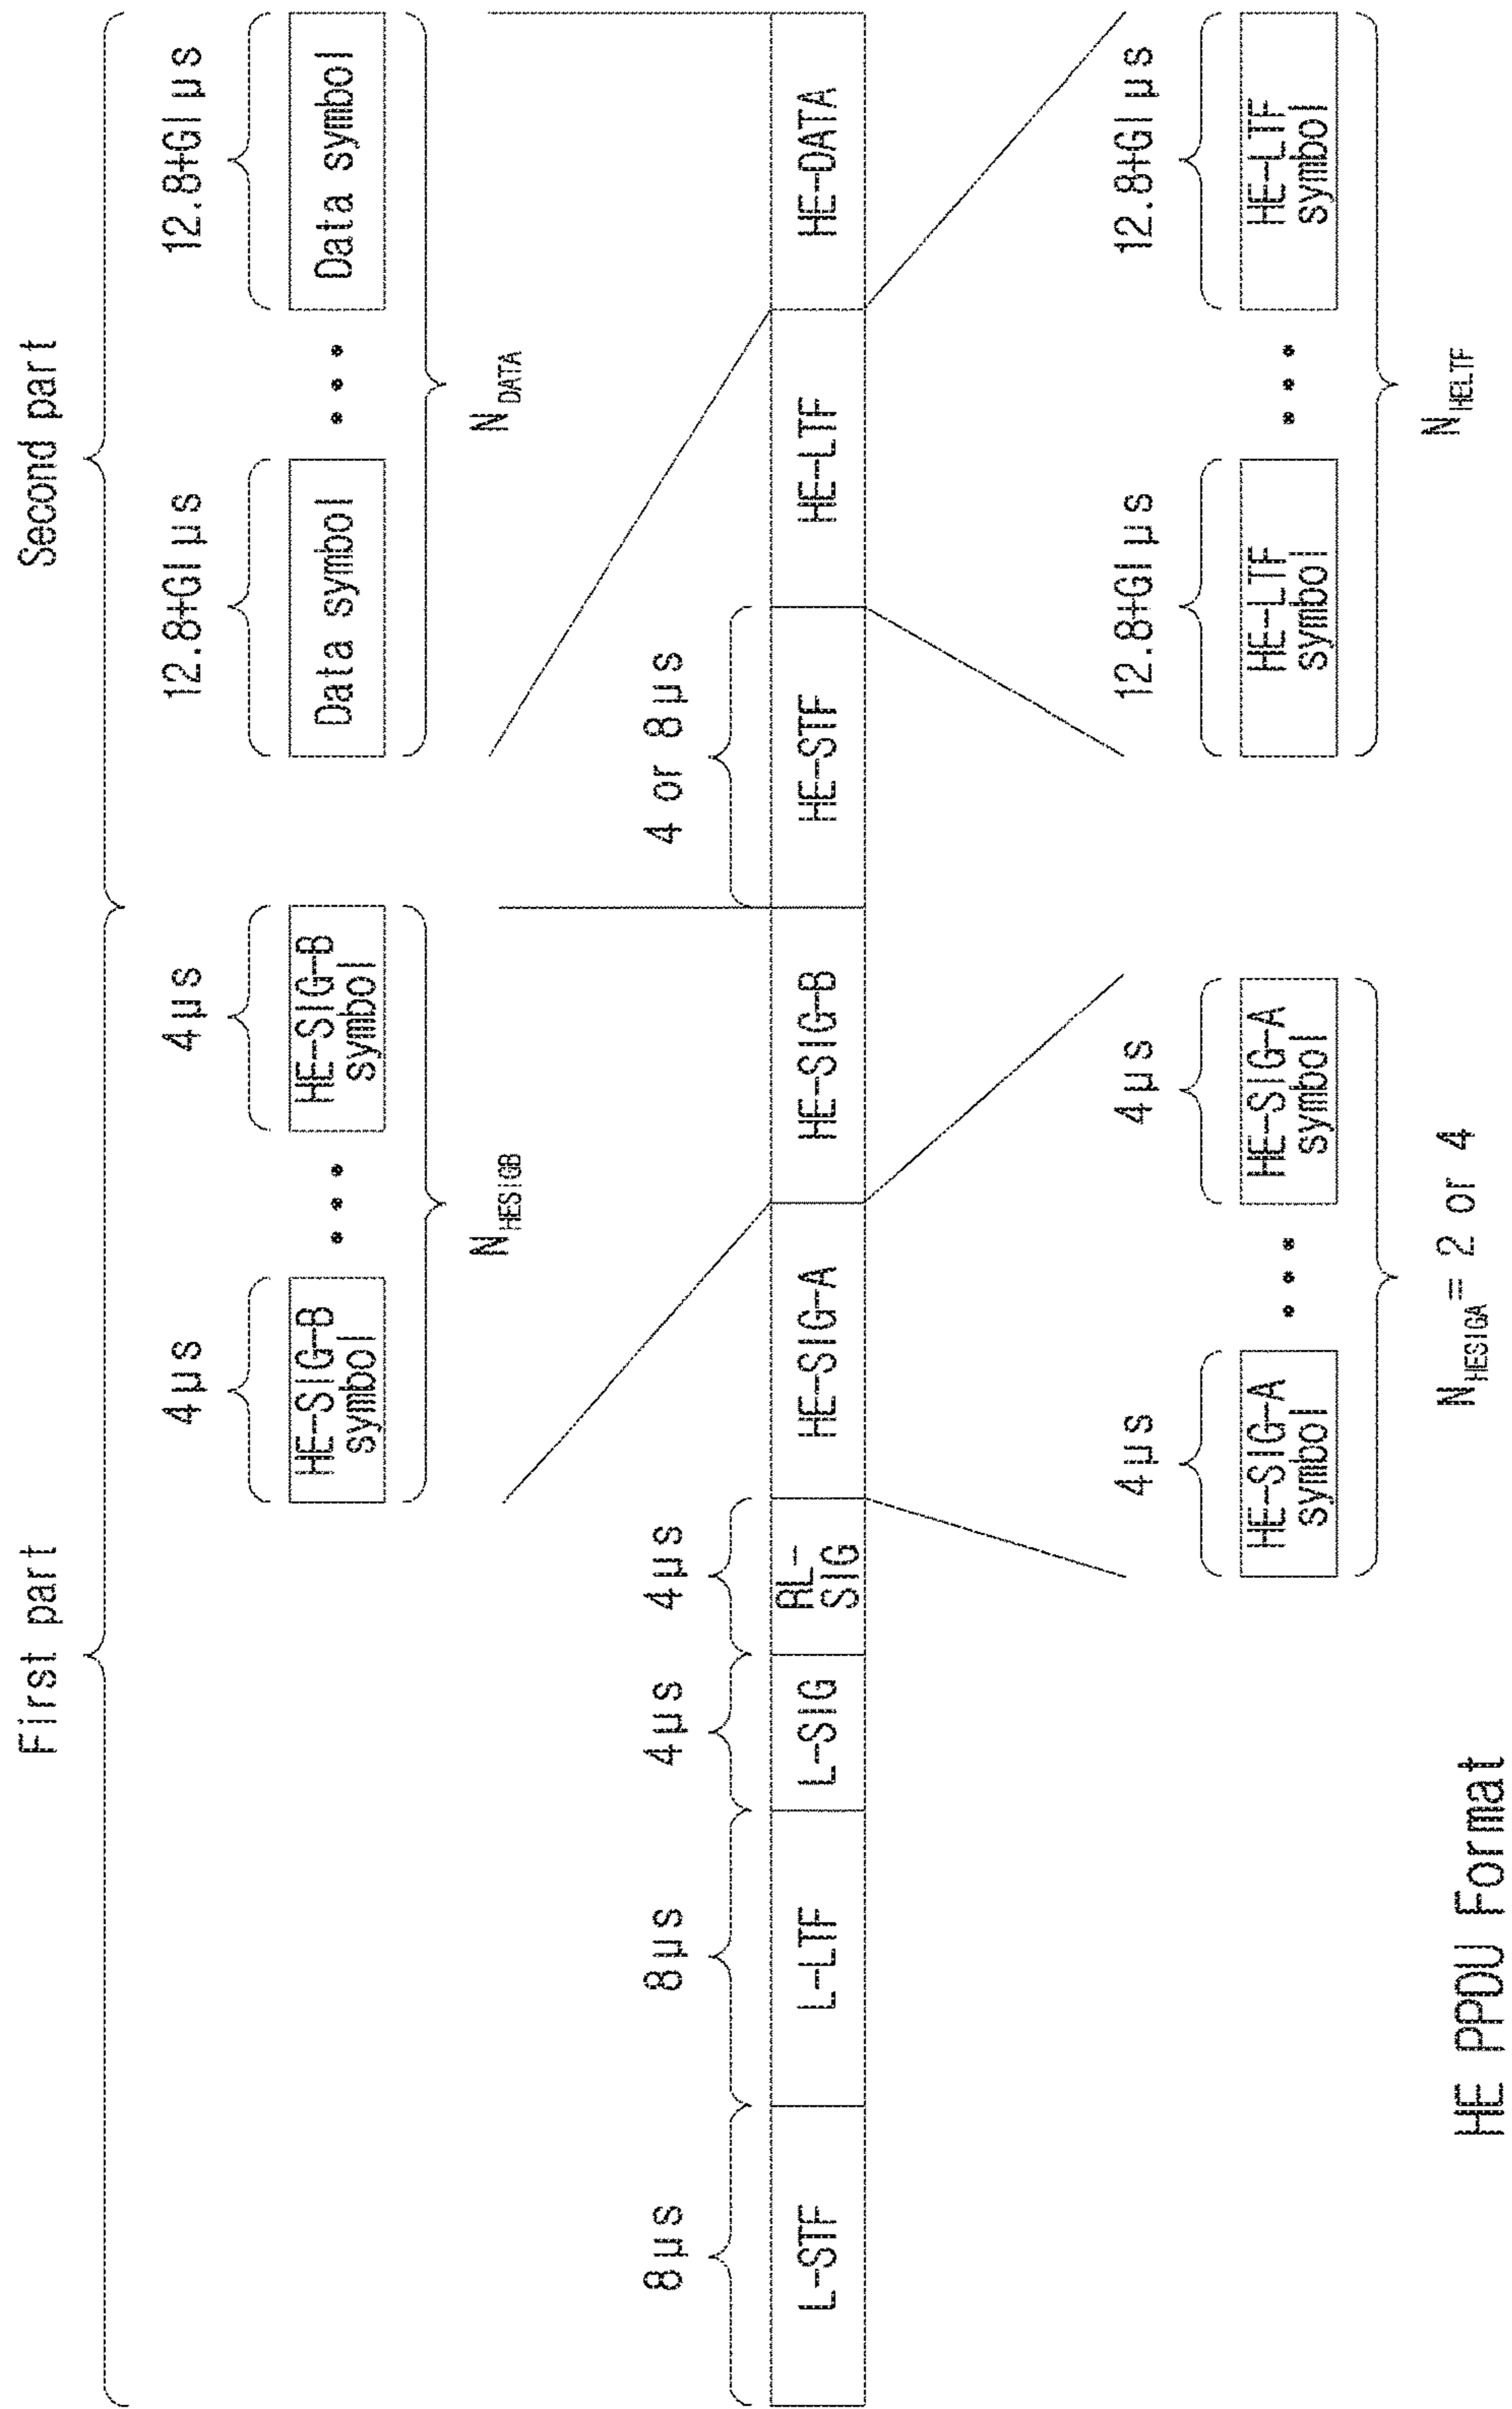 First part
Second part
4µs
4µs
12.8+GI µs
12.8+GI µs
HE-SIG-B
symbol
HE-SIG-B
symbol
Data symbol
Data symbol
N HESIGB
N DATA
8µs
8µs
4µs
4µs
4 or 8µs
L-STF
L-LTF
L-SIG
RL-
SIG
HE-SIG-A
HE-SIG-B
HE-STF
HE-LTF
HE-DATA
4µs
4µs
12.8+GI µs
12.8+GI µs
HE-SIG-A
symbol
HE-SIG-A
symbol
HE-LTF
symbol
HE-LTF
symbol
N HESIGA = 2 or 4
N HELTF
HE PPDU Format